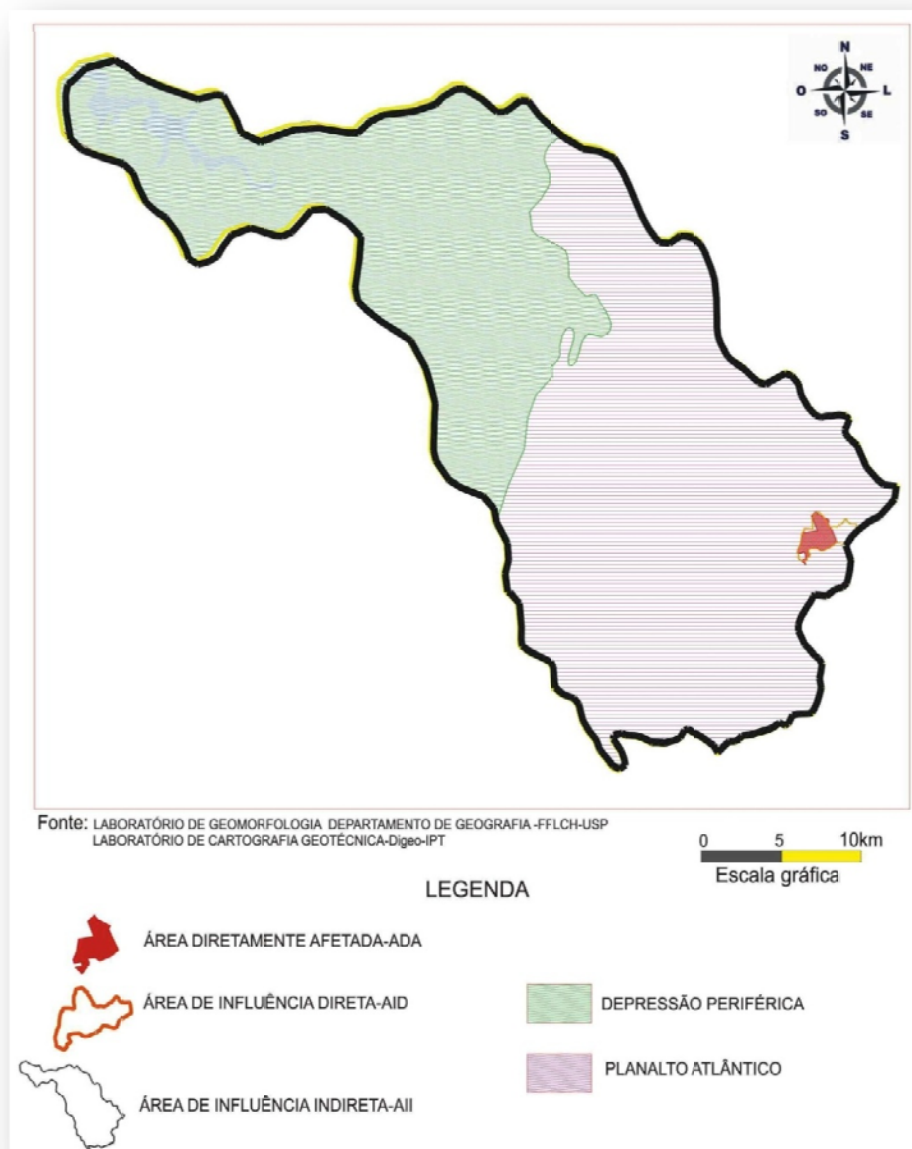 N
NO NE
O L
SO SE
S
Fonte: LABORATÓRIO DE GEOMORFOLOGIA DEPARTAMENTO DE GEOGRAFIA -FFLCH-USP
LABORATÓRIO DE CARTOGRAFIA GEOTÉCNICA-Digeo-IPT
0 5 10km
Escala gráfica
LEGENDA
ÁREA DIRETAMENTE AFETADA-ADA
ÁREA DE INFLUÊNCIA DIRETA-AID
ÁREA DE INFLUÊNCIA INDIRETA-AII
DEPRESSÃO PERIFÉRICA
PLANALTO ATLÂNTICO